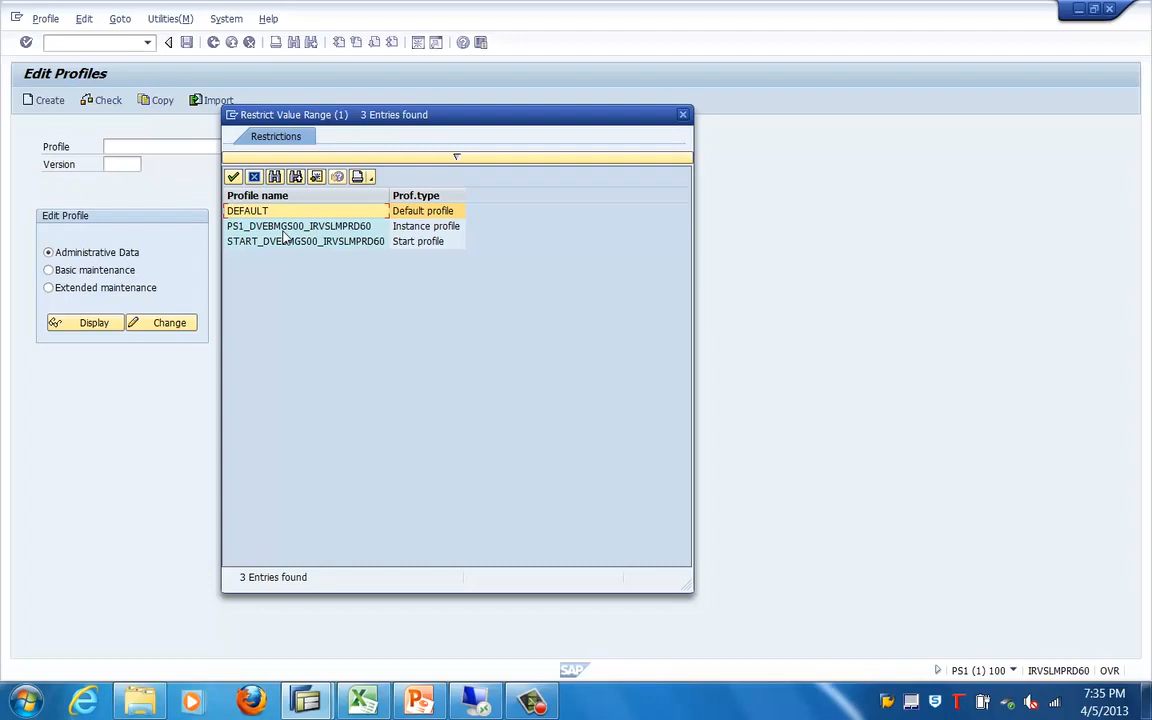 Profile Edit Goto Utilities(M) System Help
Edit Profiles
Create Check Copy Import
Restrict Value Range (1) 3 Entries found
Restrictions
Profile
Version
Profile name Prof.type
DEFAULT Default profile
PS1_DVEBMGS00_IRVSLMPRD60 Instance profile
START_DVEBMGS00_IRVSLMPRD60 Start profile
Edit Profile
Administrative Data
Basic maintenance
Extended maintenance
Display Change
3 Entries found
SAP
PS1 (1) 100 IRVSLMPRD60 OVR
7:35 PM
4/5/2013